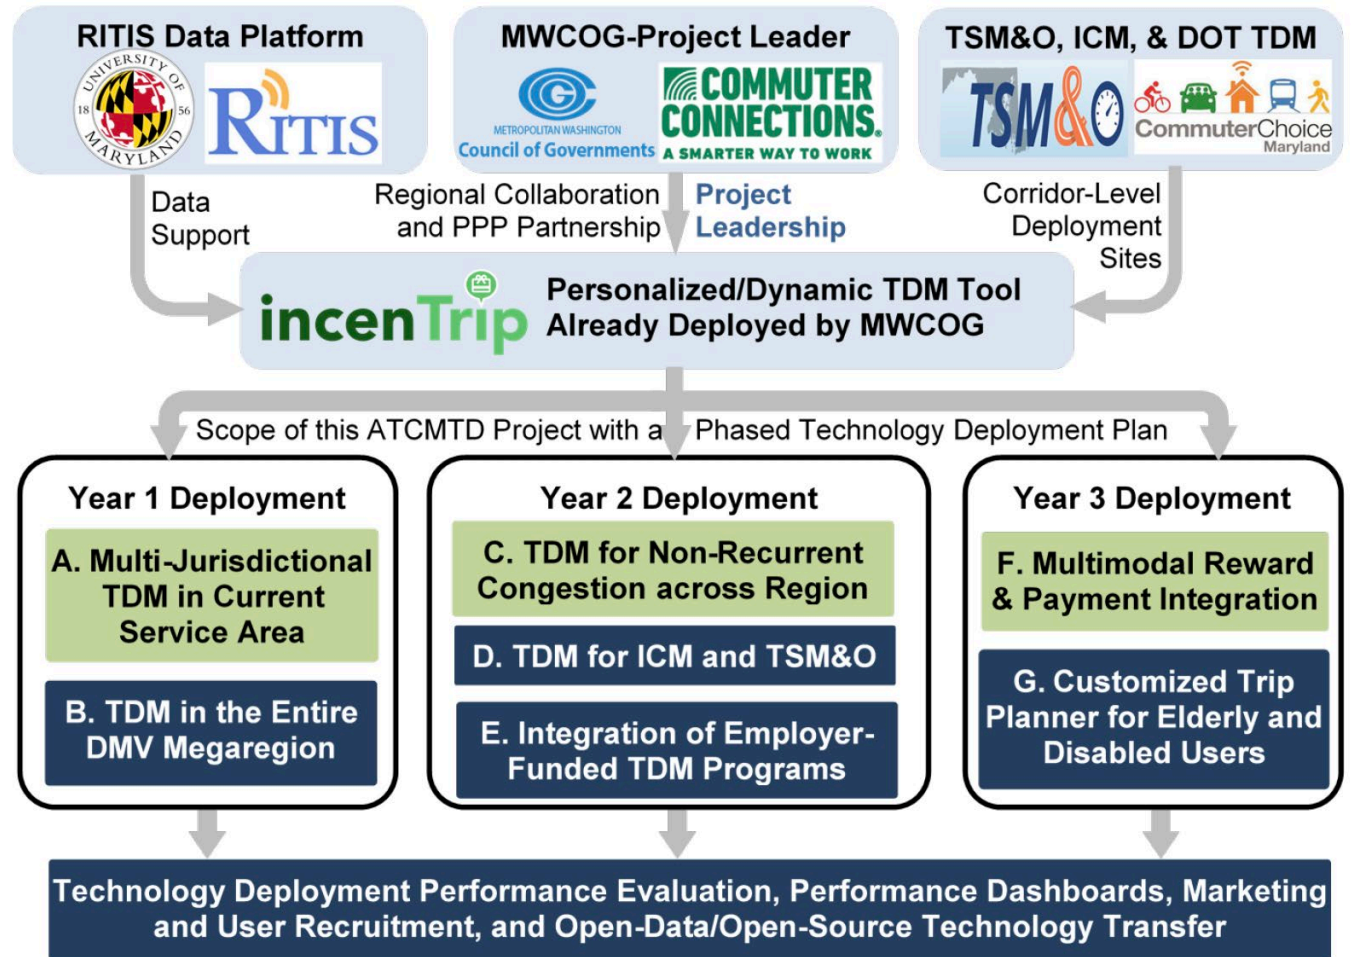 RITIS Data Platform
UNIVERSITY OF
18 56
MARYLAND
RITIS
MWCOG-Project Leader
METROPOLITAN WASHINGTON
Council of Governments
COMMUTER
CONNECTIONS.
A SMARTER WAY TO WORK
TSM&O, ICM, & DOT TDM
TSM&O
CommuterChoice
Maryland
Data
Support
Regional Collaboration
and PPP Partnership
Project
Leadership
Corridor-Level
Deployment
Sites
incenTrip
Personalized/Dynamic TDM Tool
Already Deployed by MWCOG
Scope of this ATCMTD Project with a Phased Technology Deployment Plan
Year 1 Deployment
A. Multi-Jurisdictional
TDM in Current
Service Area
B. TDM in the Entire
DMV Megaregion
Year 2 Deployment
C. TDM for Non-Recurrent
Congestion across Region
D. TDM for ICM and TSM&O
E. Integration of Employer-
Funded TDM Programs
Year 3 Deployment
F. Multimodal Reward
& Payment Integration
G. Customized Trip
Planner for Elderly and
Disabled Users
Technology Deployment Performance Evaluation, Performance Dashboards, Marketing
and User Recruitment, and Open-Data/Open-Source Technology Transfer